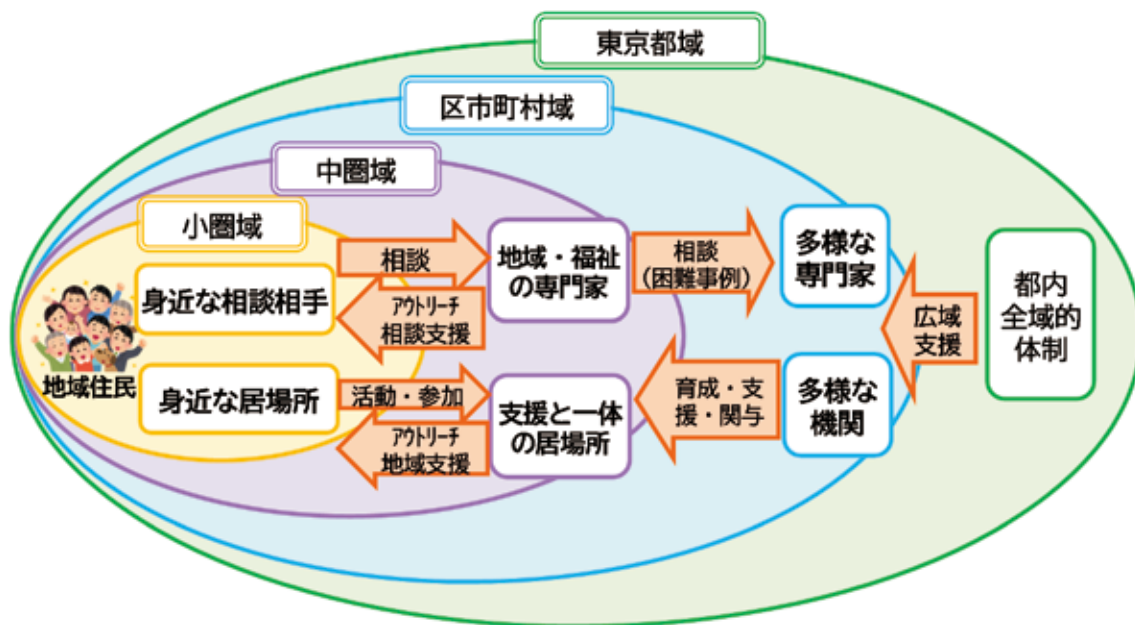 東京都域
区市町村域
中圏域
小圏域
相談
地域・福祉
の専門家
相談
(困難事例)
多様な
専門家
身近な相談相手
アウトリーチ
相談支援
広域
支援
都内
全域的
体制
地域住民
身近な居場所
活動・参加
支援と一体
の居場所
育成・支
援・関与
多様な
機関
アウトリーチ
地域支援